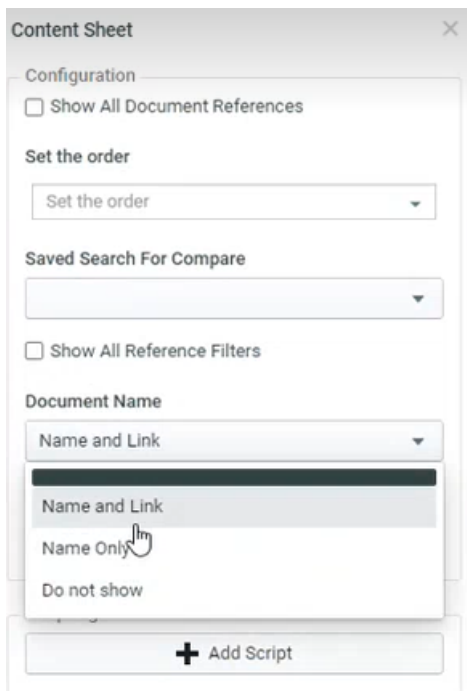 Content Sheet
Configuration
Show All Document References
Set the order
Set the order
Saved Search For Compare
Show All Reference Filters
Document Name
Name and Link
Name and Link
Name Only
Do not show
Add Script